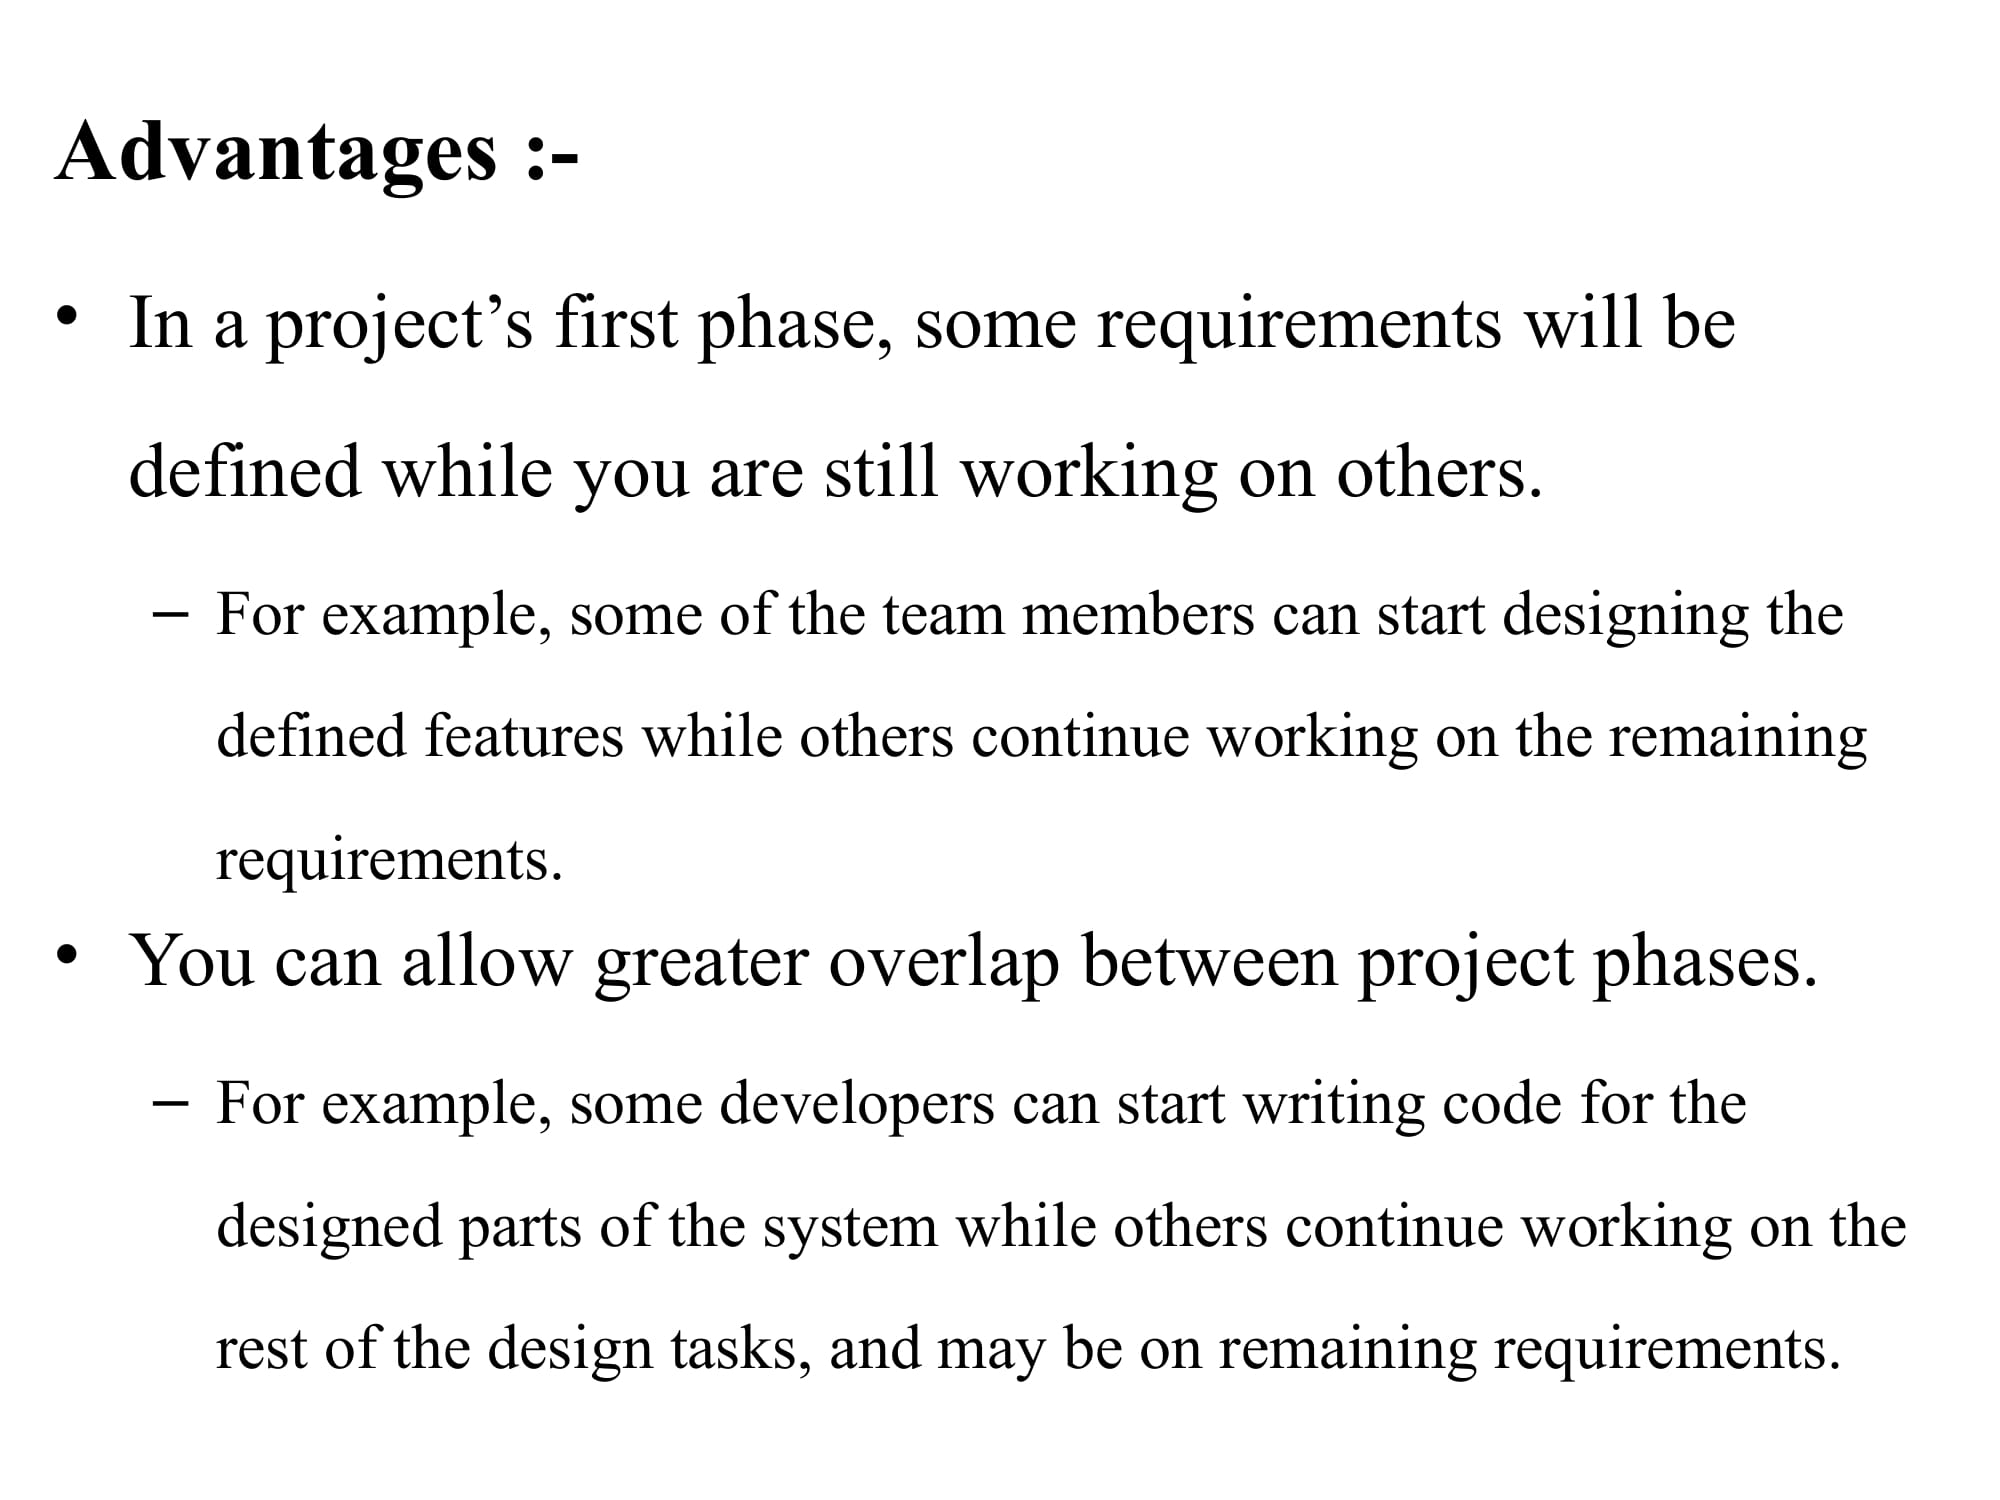 Advantages :-
• In a project’s first phase, some requirements will be
defined while you are still working on others.
– For example, some of the team members can start designing the
defined features while others continue working on the remaining
requirements.
• You can allow greater overlap between project phases.
– For example, some developers can start writing code for the
designed parts of the system while others continue working on the
rest of the design tasks, and may be on remaining requirements.